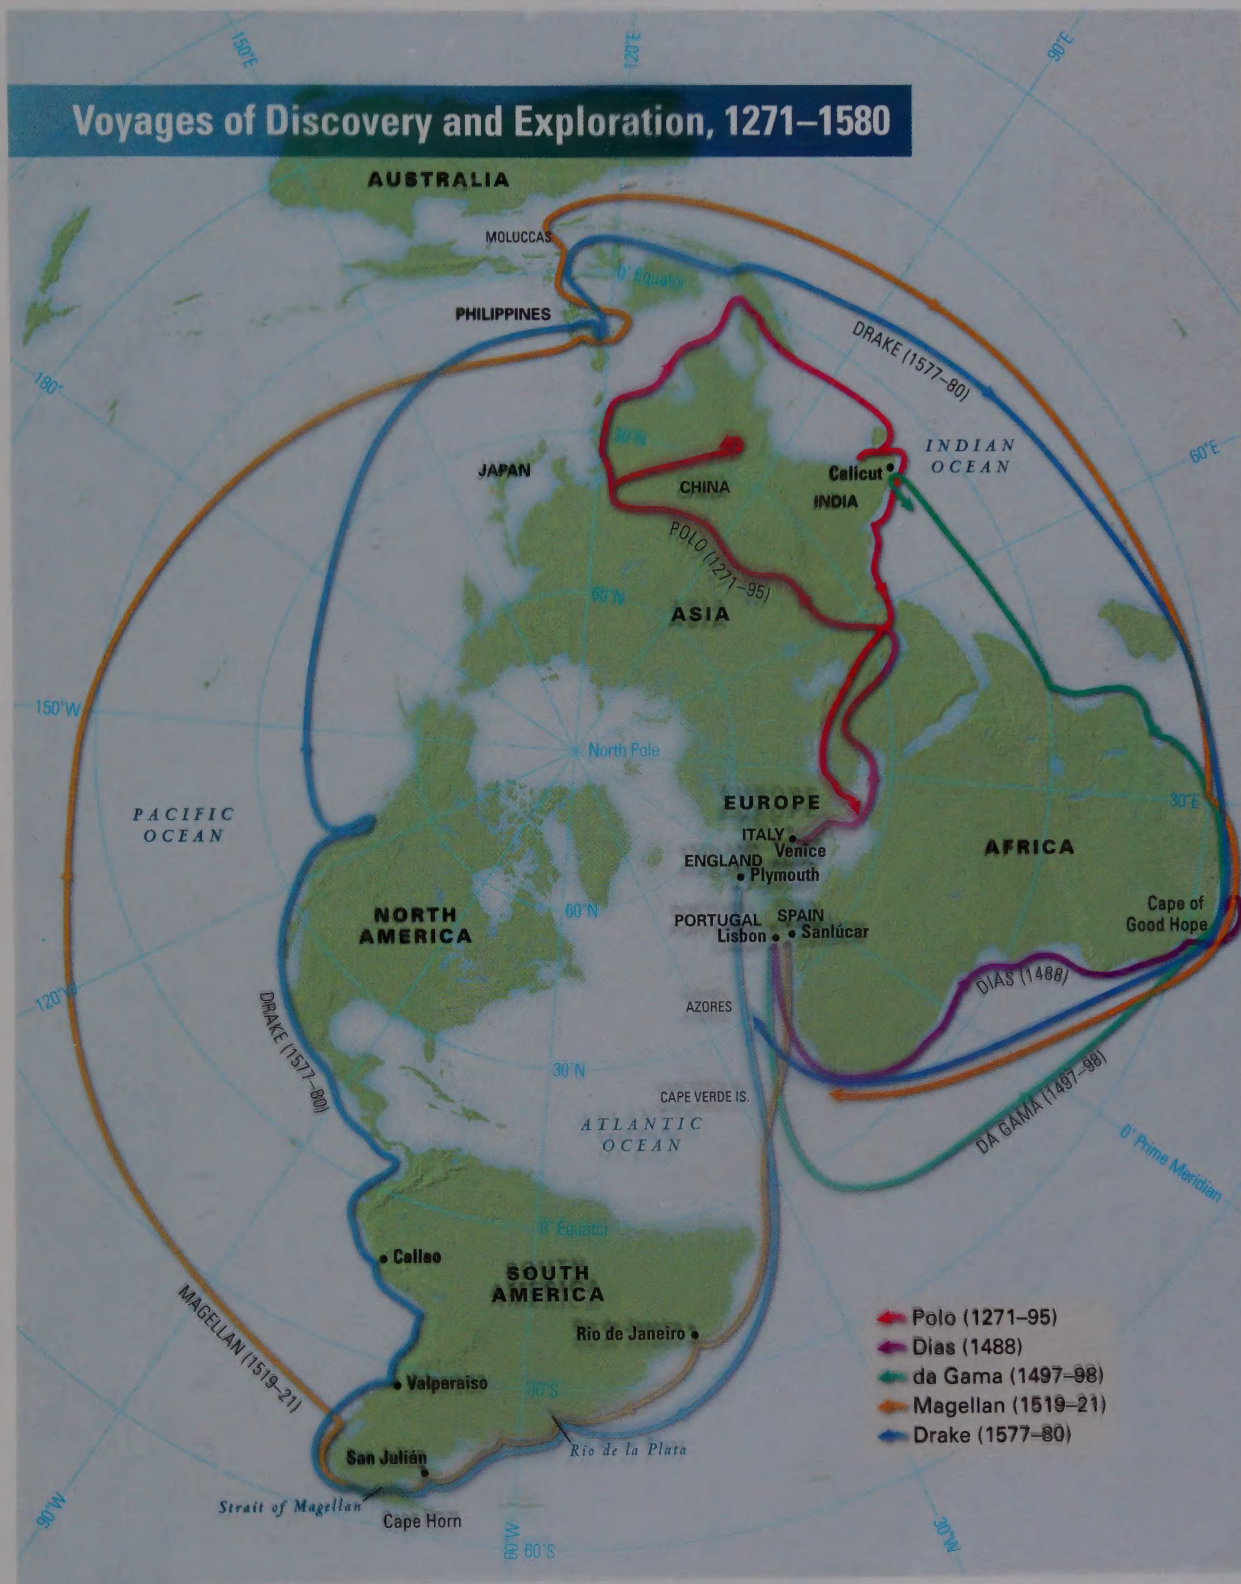 150°E
120°E
90°E
Voyages of Discovery and Exploration, 1271–1580
AUSTRALIA
MOLUCCAS
0° Equator
PHILIPPINES
DRAKE (1577–80)
180°
INDIAN
OCEAN
60°E
30°N
JAPAN
CHINA
Calicut
INDIA
POLO (1271–95)
60°N
ASIA
150°W
North Pole
PACIFIC
OCEAN
EUROPE
30°E
ITALY
Venice
ENGLAND
Plymouth
AFRICA
NORTH
AMERICA
60°N
PORTUGAL
SPAIN
Lisbon
Sanlúcar
Cape of
Good Hope
120°W
DRAKE (1577–80)
AZORES
DIAS (1488)
30°N
CAPE VERDE IS.
ATLANTIC
OCEAN
DA GAMA (1497–98)
0° Prime Meridian
0° Equator
Callao
SOUTH
AMERICA
MAGELLAN (1519–21)
Rio de Janeiro
Valparaiso
30°S
Rio de la Plata
San Julián
Strait of Magellan
Cape Horn
90°W
60°W
60°S
30°W
Polo (1271–95)
Dias (1488)
da Gama (1497–98)
Magellan (1519–21)
Drake (1577–80)